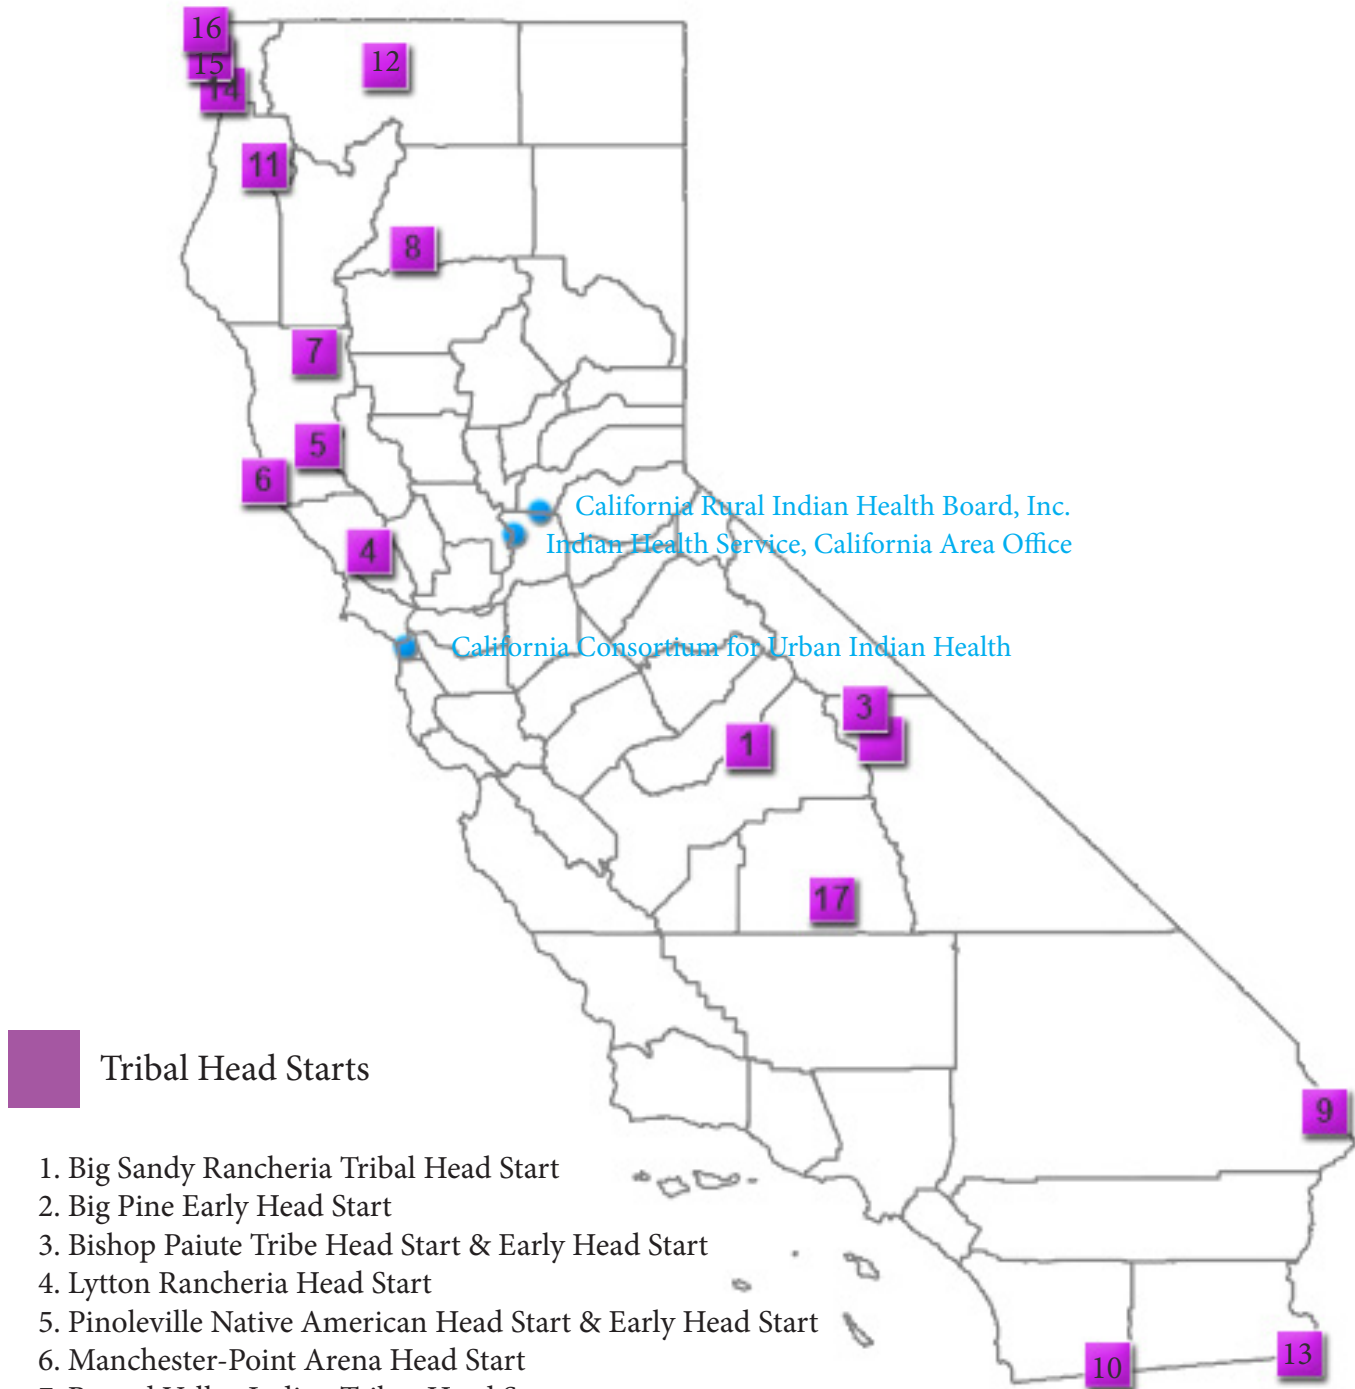 16
15
14
12
11
8
7
5
6
California Rural Indian Health Board, Inc.
Indian Health Service, California Area Office
4
California Consortium for Urban Indian Health
3
1
17
Tribal Head Starts
9
1. Big Sandy Rancheria Tribal Head Start
2. Big Pine Early Head Start
3. Bishop Paiute Tribe Head Start & Early Head Start
4. Lytton Rancheria Head Start
5. Pinoleville Native American Head Start & Early Head Start
6. Manchester-Point Arena Head Start
10
13